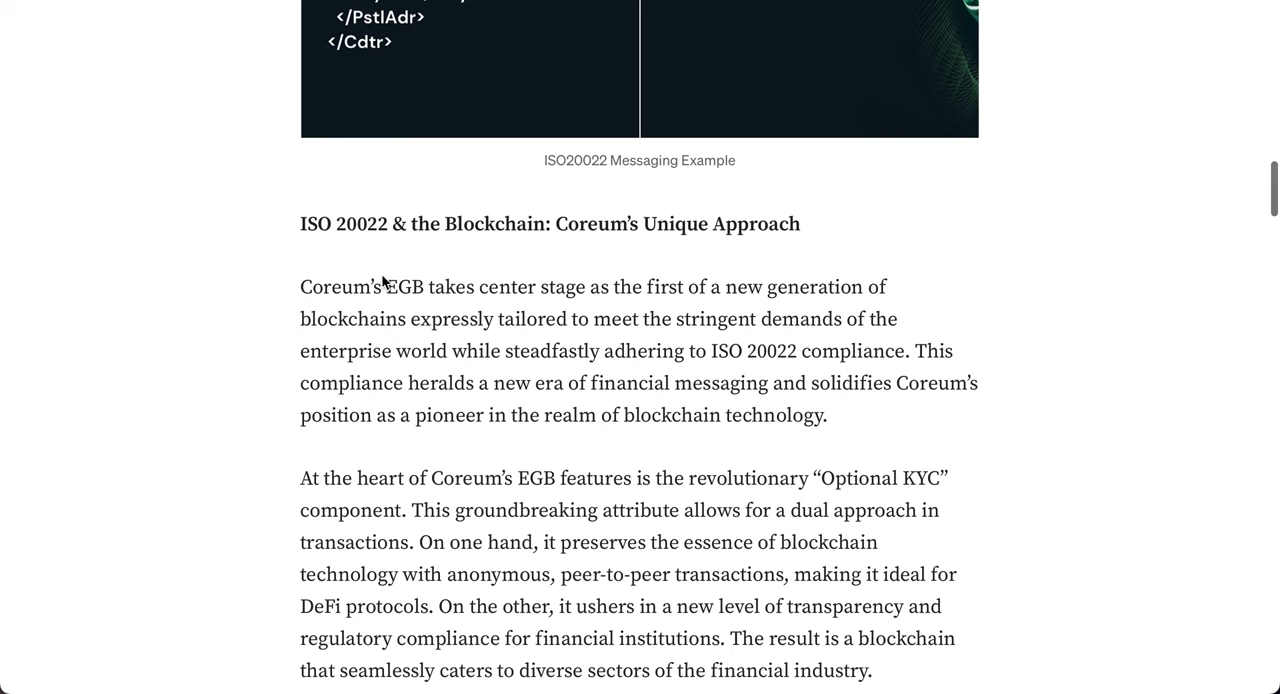 </PstlAdr>
</Cdtr>
ISO20022 Messaging Example
ISO 20022 & the Blockchain: Coreum’s Unique Approach
Coreum’s EGB takes center stage as the first of a new generation of
blockchains expressly tailored to meet the stringent demands of the
enterprise world while steadfastly adhering to ISO 20022 compliance. This
compliance heralds a new era of financial messaging and solidifies Coreum’s
position as a pioneer in the realm of blockchain technology.
At the heart of Coreum’s EGB features is the revolutionary “Optional KYC”
component. This groundbreaking attribute allows for a dual approach in
transactions. On one hand, it preserves the essence of blockchain
technology with anonymous, peer-to-peer transactions, making it ideal for
DeFi protocols. On the other, it ushers in a new level of transparency and
regulatory compliance for financial institutions. The result is a blockchain
that seamlessly caters to diverse sectors of the financial industry.